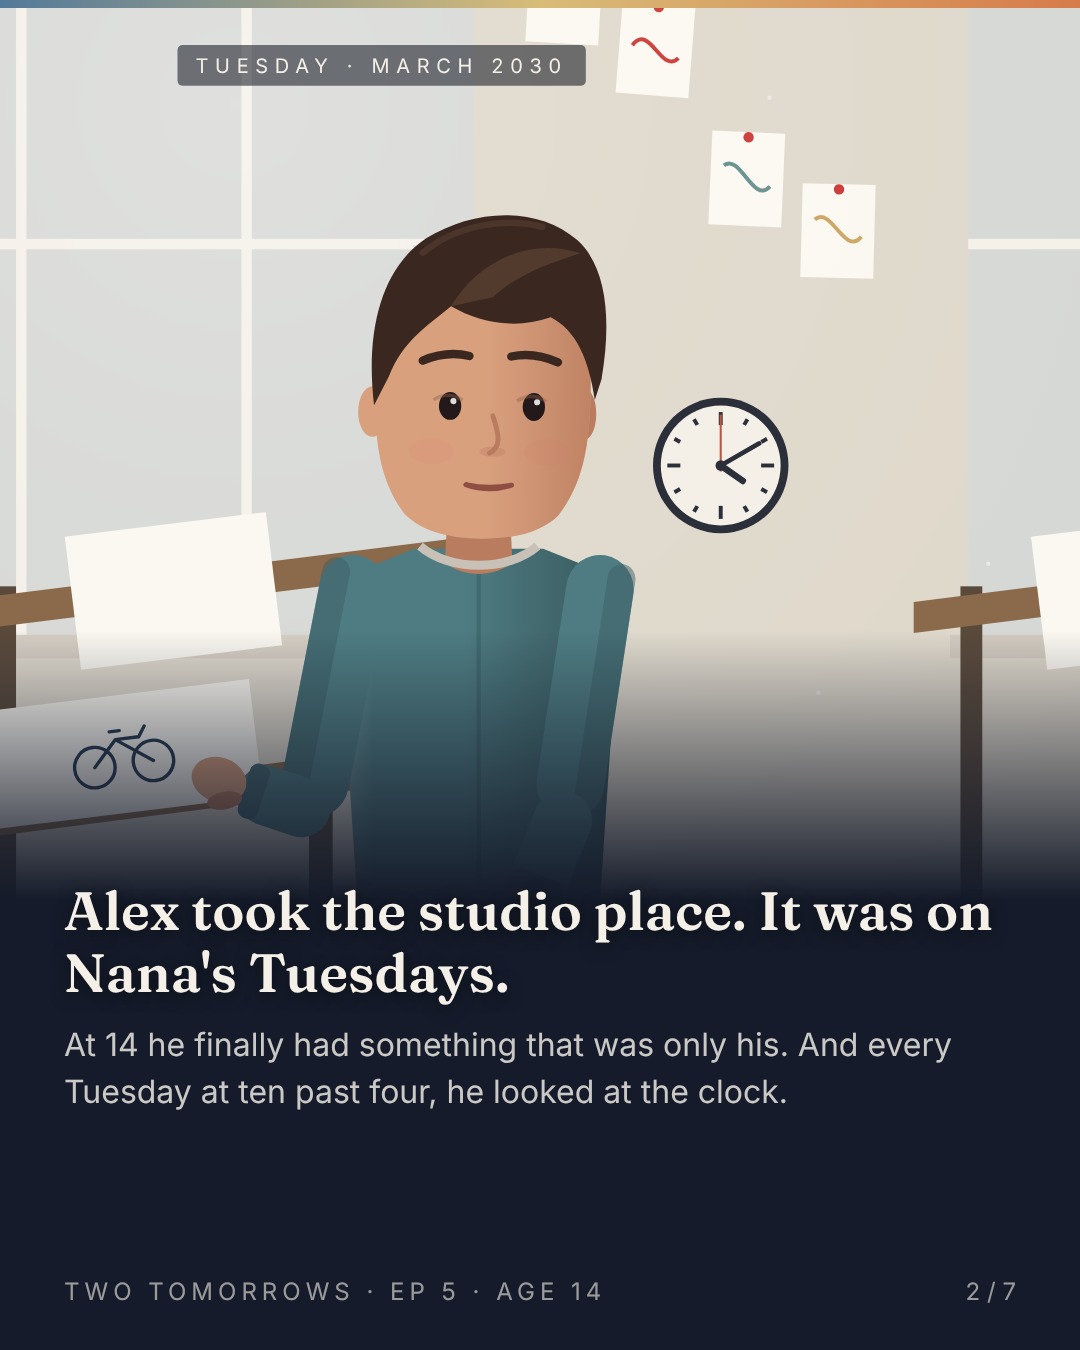 TUESDAY · MARCH 2030
Alex took the studio place. It was on
Nana's Tuesdays.
At 14 he finally had something that was only his. And every
Tuesday at ten past four, he looked at the clock.
TWO TOMORROWS · EP 5 · AGE 14
2/7